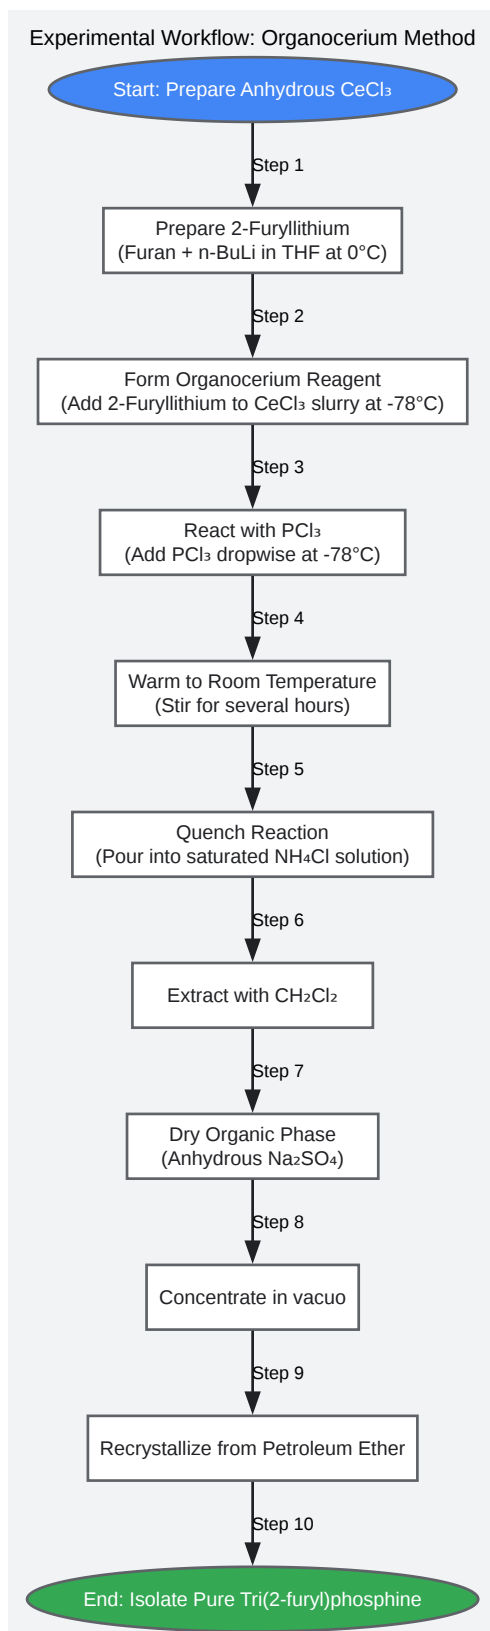 Experimental Workflow: Organocerium Method
Start: Prepare Anhydrous CeCl₃
Step 1
Prepare 2-Furyllithium
(Furan + n-BuLi in THF at 0°C)
Step 2
Form Organocerium Reagent
(Add 2-Furyllithium to CeCl₃ slurry at -78°C)
Step 3
React with PCl₃
(Add PCl₃ dropwise at -78°C)
Step 4
Warm to Room Temperature
(Stir for several hours)
Step 5
Quench Reaction
(Pour into saturated NH₄Cl solution)
Step 6
Extract with CH₂Cl₂
Step 7
Dry Organic Phase
(Anhydrous Na₂SO₄)
Step 8
Concentrate in vacuo
Step 9
Recrystallize from Petroleum Ether
Step 10
End: Isolate Pure Tri(2-furyl)phosphine